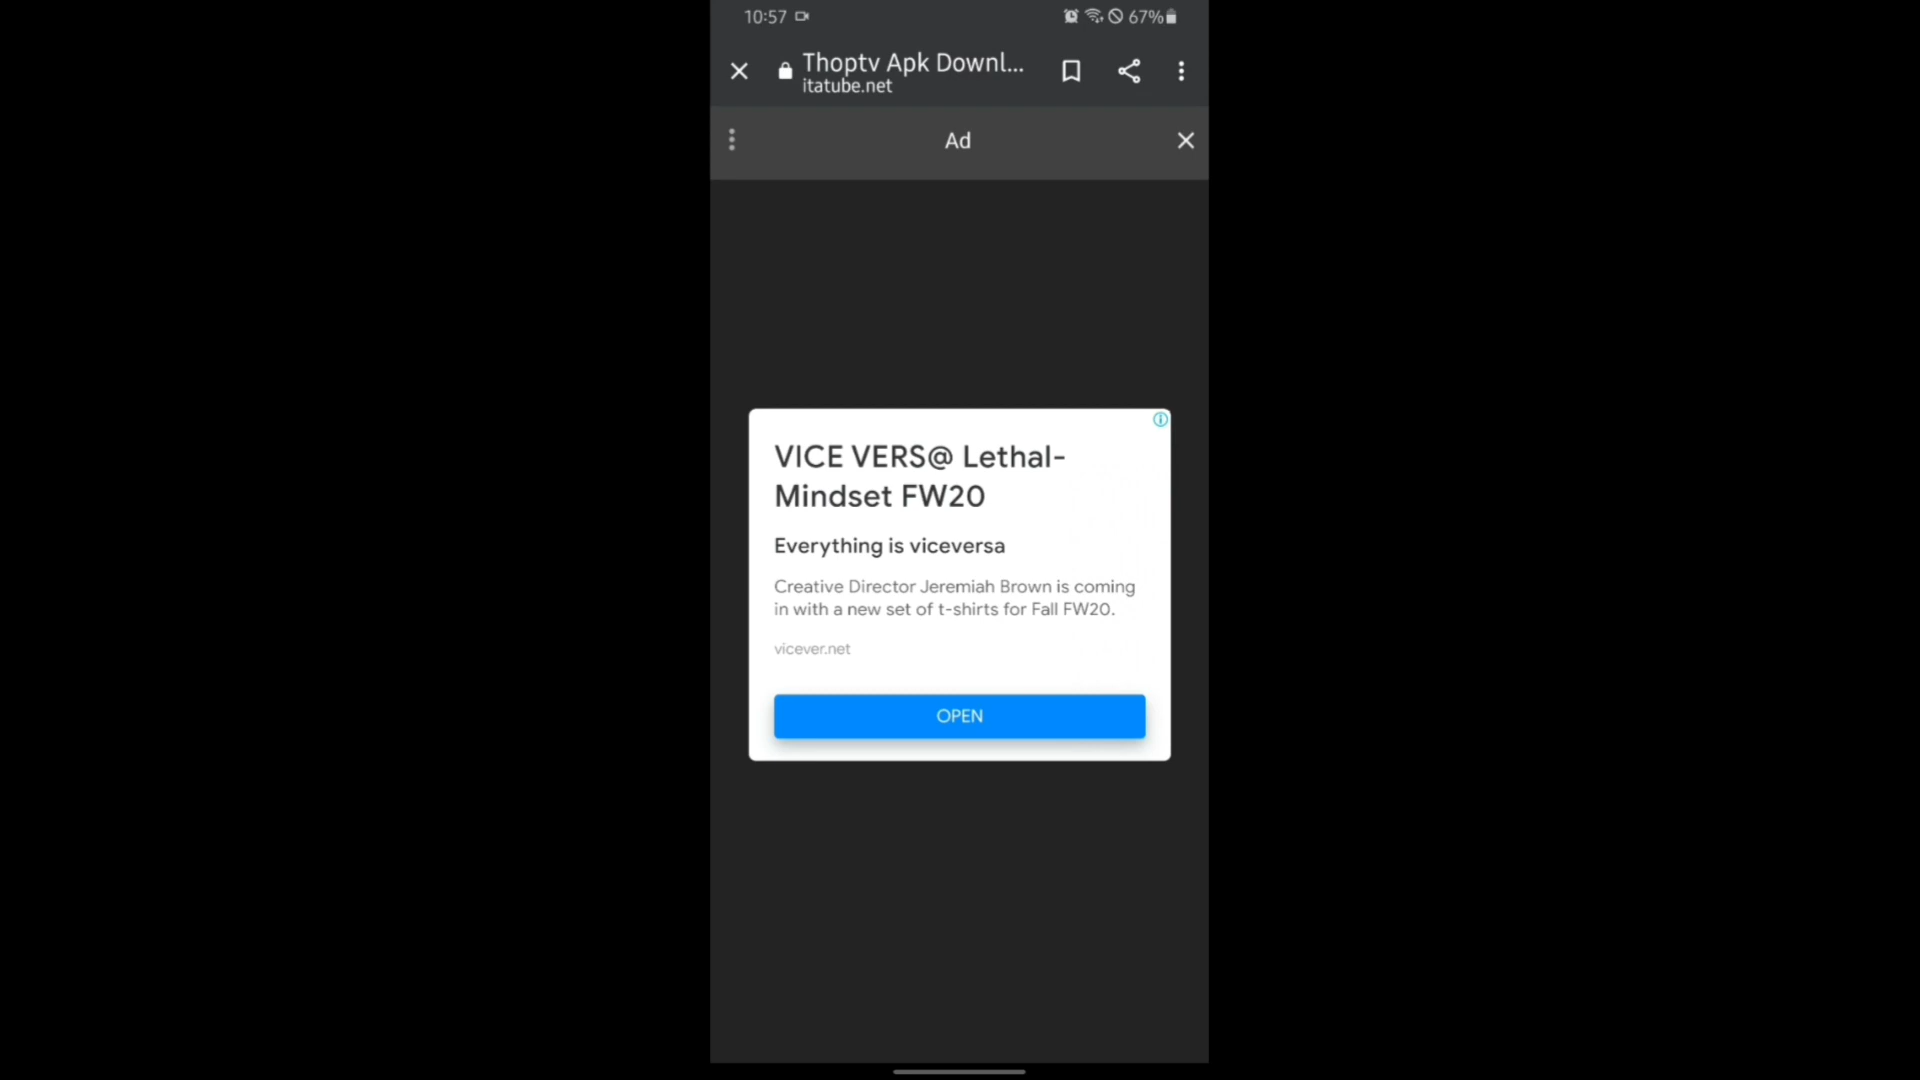 10:57
67%
Thoptv Apk Downl...
itatube.net
Ad
VICE VERS@ Lethal-
Mindset FW20
Everything is viceversa
Creative Director Jeremiah Brown is coming
in with a new set of t-shirts for Fall FW20.
vicever.net
OPEN